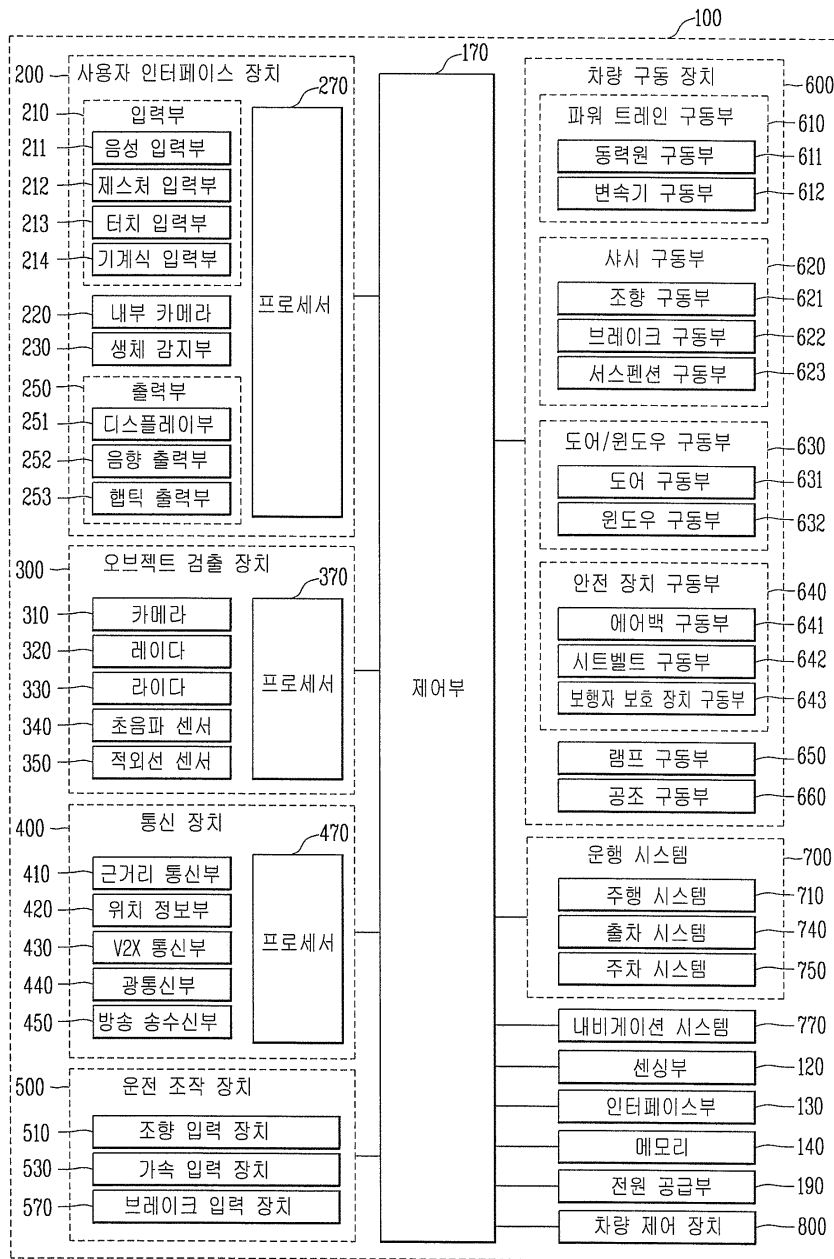 100
170
200 사용자 인터페이스 장치
270
210 입력부
211 음성 입력부
212 제스처 입력부
213 터치 입력부
214 기계식 입력부
프로세서
220 내부 카메라
230 생체 감지부
250 출력부
251 디스플레이부
252 음향 출력부
253 햅틱 출력부
300 오브젝트 검출 장치
370
310 카메라
320 레이다
330 라이다
프로세서
340 초음파 센서
350 적외선 센서
400 통신 장치
470
410 근거리 통신부
420 위치 정보부
430 V2X 통신부
프로세서
440 광통신부
450 방송 송수신부
500 운전 조작 장치
510 조향 입력 장치
530 가속 입력 장치
570 브레이크 입력 장치
제어부
차량 구동 장치 600
파워 트레인 구동부 610
동력원 구동부 611
변속기 구동부 612
샤시 구동부 620
조향 구동부 621
브레이크 구동부 622
서스펜션 구동부 623
도어/윈도우 구동부 630
도어 구동부 631
윈도우 구동부 632
안전 장치 구동부 640
에어백 구동부 641
시트벨트 구동부 642
보행자 보호 장치 구동부 643
램프 구동부 650
공조 구동부 660
운행 시스템 700
주행 시스템 710
출차 시스템 740
주차 시스템 750
내비게이션 시스템 770
센싱부 120
인터페이스부 130
메모리 140
전원 공급부 190
차량 제어 장치 800